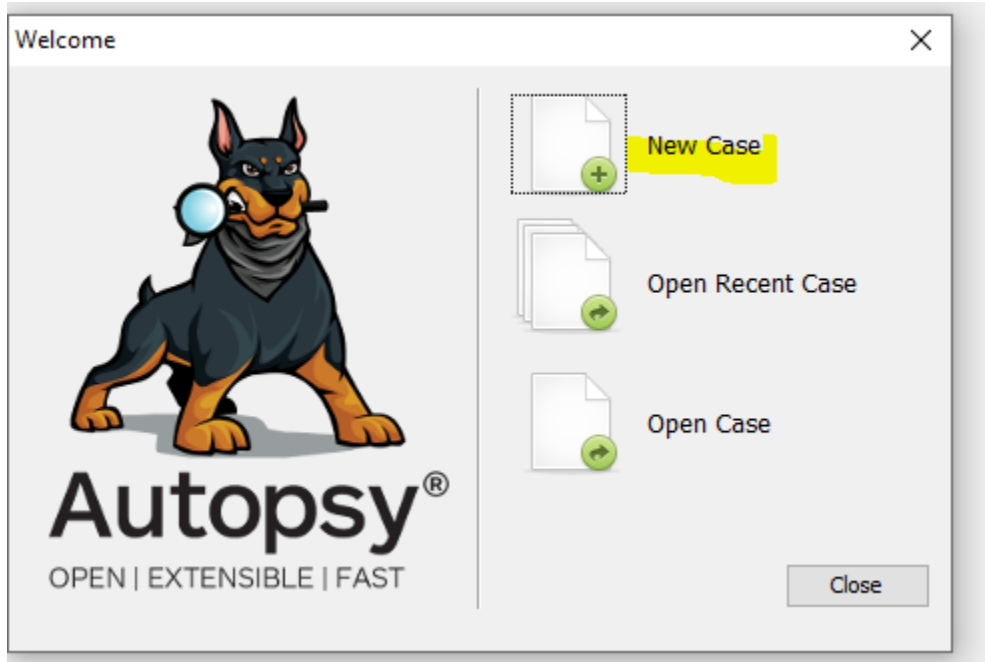 Welcome
New Case
Open Recent Case
Open Case
Autopsy®
OPEN | EXTENSIBLE | FAST
Close